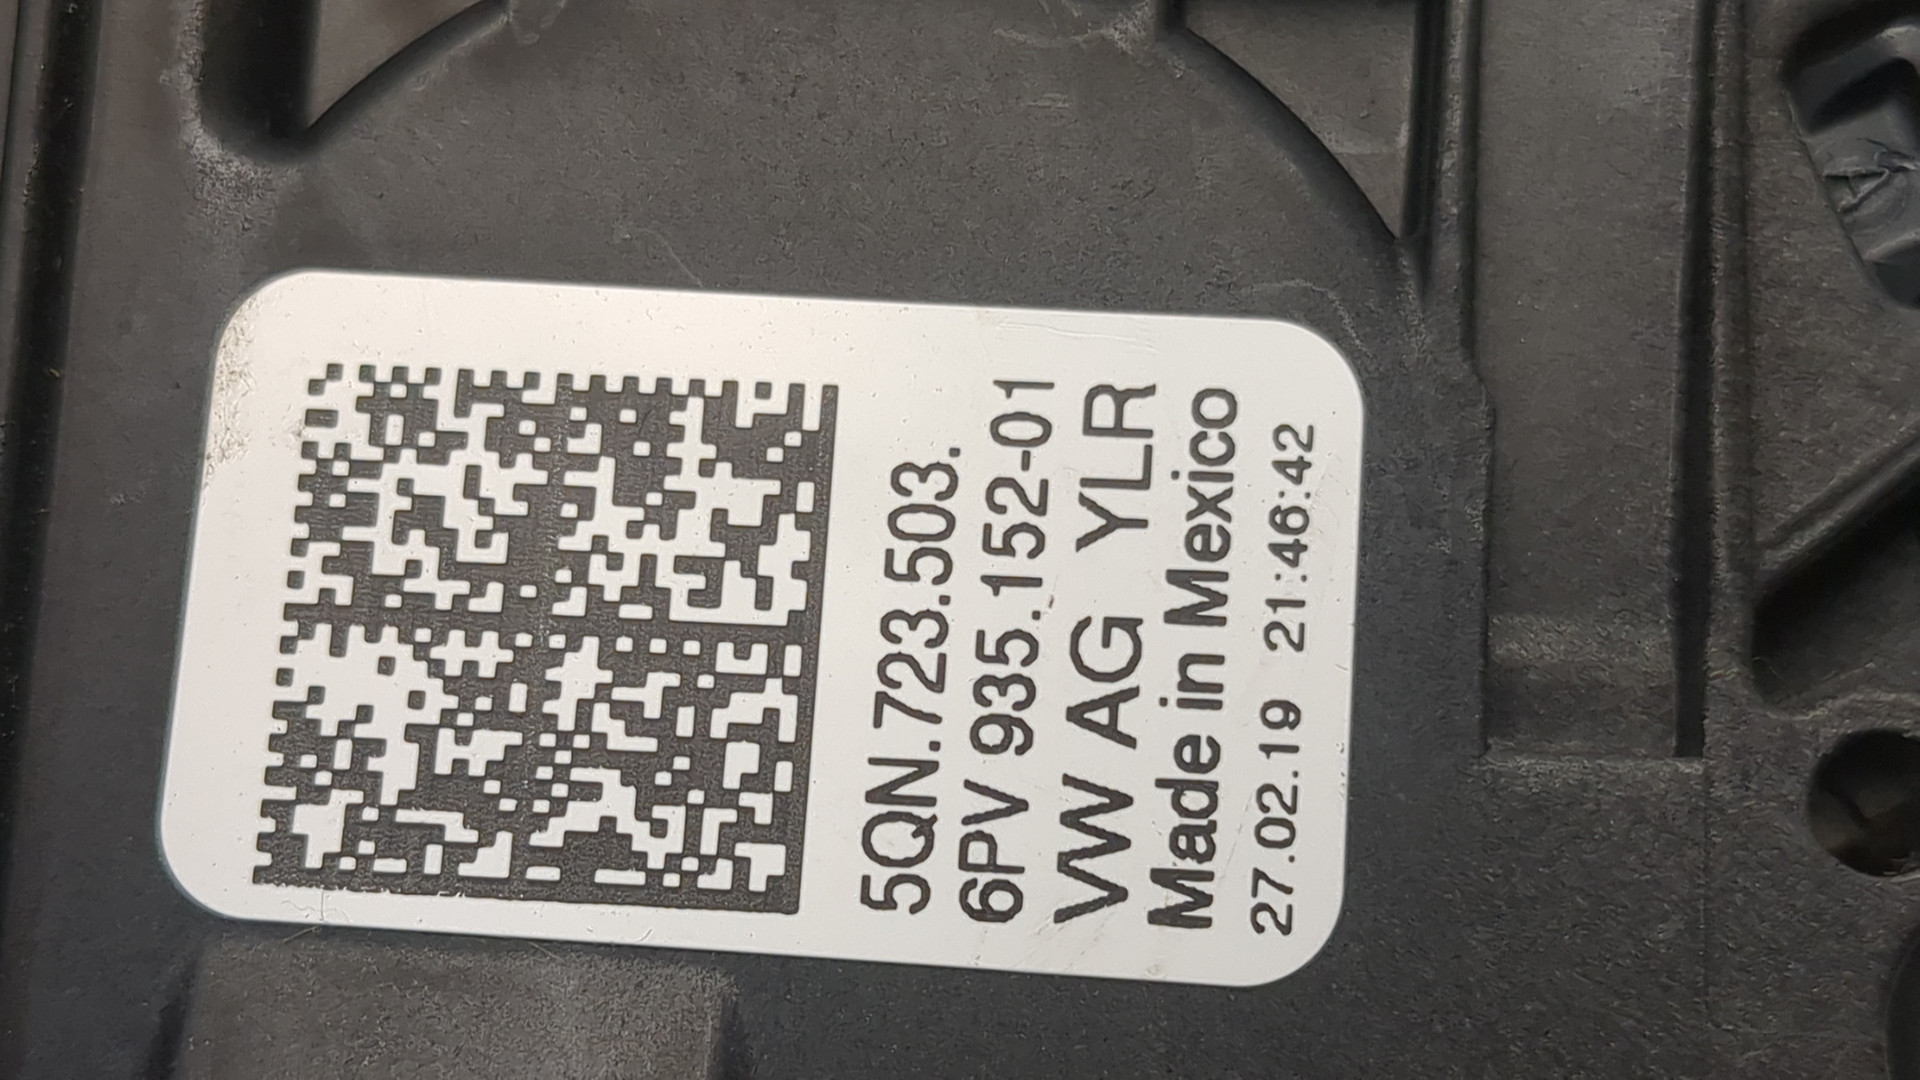 5QN.723.503.
6PV 935.152-01
VW AG YLR
Made in Mexico
27.02.19 21:46:42